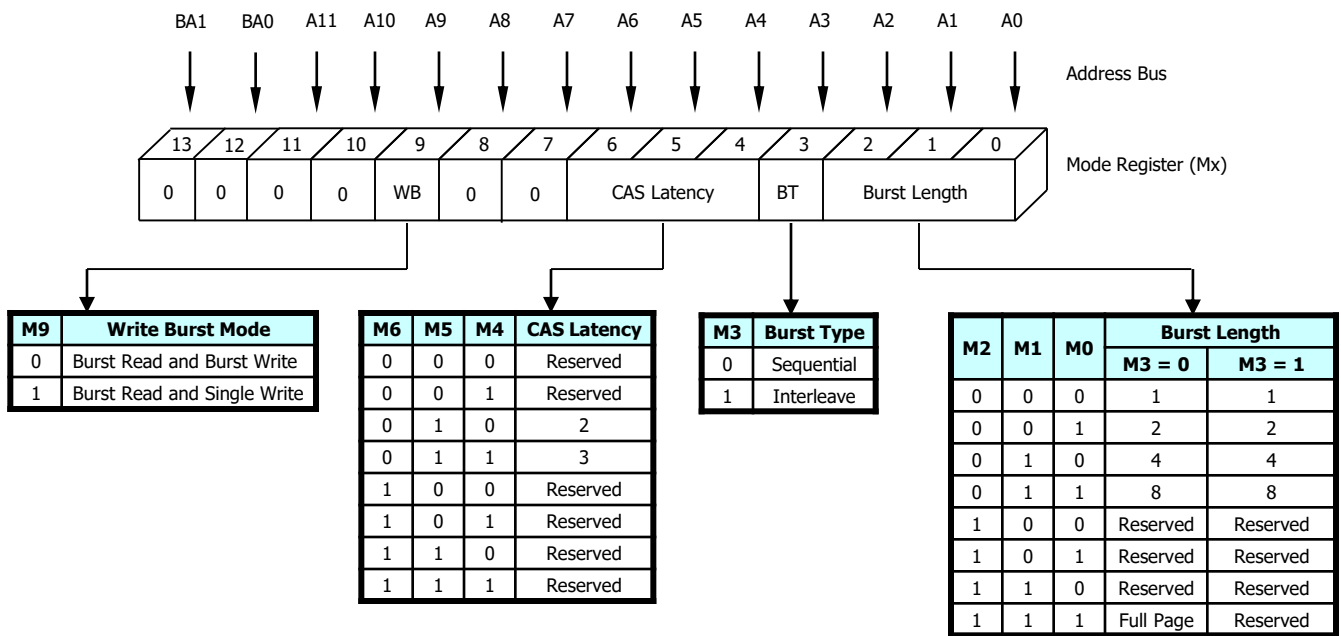 BA1 BA0 A11 A10 A9 A8 A7 A6 A5 A4 A3 A2 A1 A0
Address Bus
13 12 11 10 9 8 7 6 5 4 3 2 1 0
Mode Register (Mx)
0 0 0 0 WB 0 0 CAS Latency BT Burst Length
M9 Write Burst Mode
0 Burst Read and Burst Write
1 Burst Read and Single Write
M6 M5 M4 CAS Latency
0 0 0 Reserved
0 0 1 Reserved
0 1 0 2
0 1 1 3
1 0 0 Reserved
1 0 1 Reserved
1 1 0 Reserved
1 1 1 Reserved
M3 Burst Type
0 Sequential
1 Interleave
M2 M1 M0 Burst Length
M3 = 0 M3 = 1
0 0 0 1 1
0 0 1 2 2
0 1 0 4 4
0 1 1 8 8
1 0 0 Reserved Reserved
1 0 1 Reserved Reserved
1 1 0 Reserved Reserved
1 1 1 Full Page Reserved